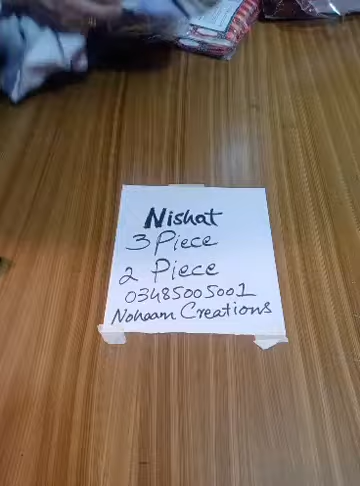 Nishat
3 Piece
2 Piece
03485005001
Nohaam Creations